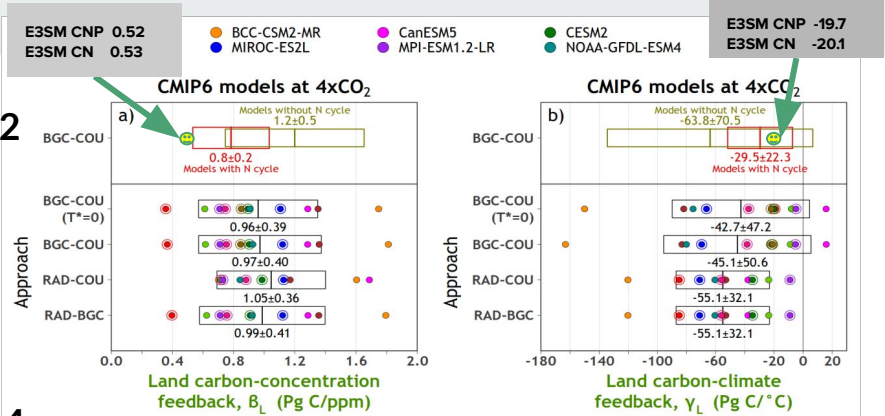 E3SM CNP 0.52
E3SM CN 0.53
BCC-CSM2-MR
CanESM5
CESM2
MIROC-ES2L
MPI-ESM1.2-LR
NOAA-GFDL-ESM4
E3SM CNP -19.7
E3SM CN -20.1
2
CMIP6 models at 4xCO₂
a)
Models without N cycle
1.2±0.5
BGC-COU
0.8±0.2
Models with N cycle
BGC-COU
(T*=0)
0.96±0.39
BGC-COU
0.97±0.40
RAD-COU
1.05±0.36
RAD-BGC
0.99±0.41
Approach
0.0 0.4 0.8 1.2 1.6 2.0
Land carbon-concentration
feedback, β_L (Pg C/ppm)
CMIP6 models at 4xCO₂
b)
Models without N cycle
-63.8±70.5
BGC-COU
-29.5±22.3
Models with N cycle
BGC-COU
(T*=0)
-42.7±47.2
BGC-COU
-45.1±50.6
RAD-COU
-55.1±32.1
RAD-BGC
-55.1±32.1
Approach
-180 -140 -100 -60 -20 0 20
Land carbon-climate
feedback, γ_L (Pg C/°C)